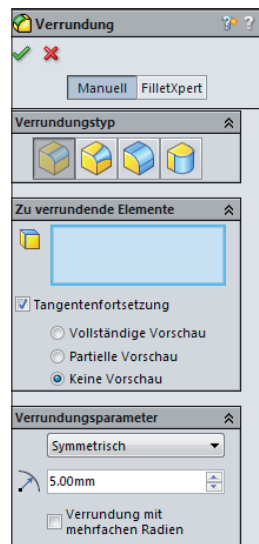 Verrundung
Manuell FilletXpert
Verrundungstyp
Zu verrundende Elemente
Tangentenfortsetzung
Vollständige Vorschau
Partielle Vorschau
Keine Vorschau
Verrundungsparameter
Symmetrisch
5.00mm
Verrundung mit
mehrfachen Radien